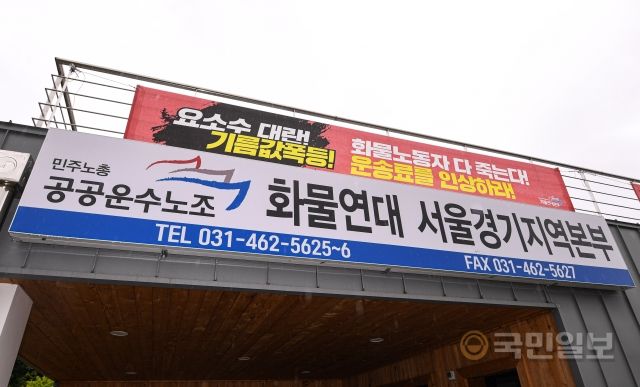 요소수 대란!
기름값폭등!
화물노동자 다 죽는다!
운송료를 인상하라!
민주노총
공공운수노조
화물연대 서울경기지역본부
TEL 031-462-5625~6
FAX 031-462-5627
국민일보